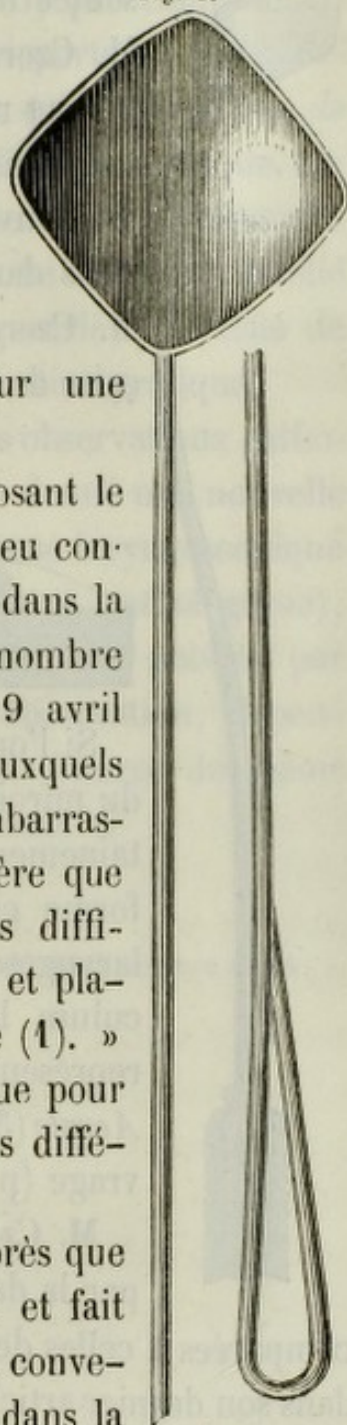 ur une
osant le
eu con-
dans la
nombre
9 avril
uxquels
barras-
ère que
s diffi-
et pla-
(1). »
ue pour
s diffé-
près que
et fait
conve-
dans la